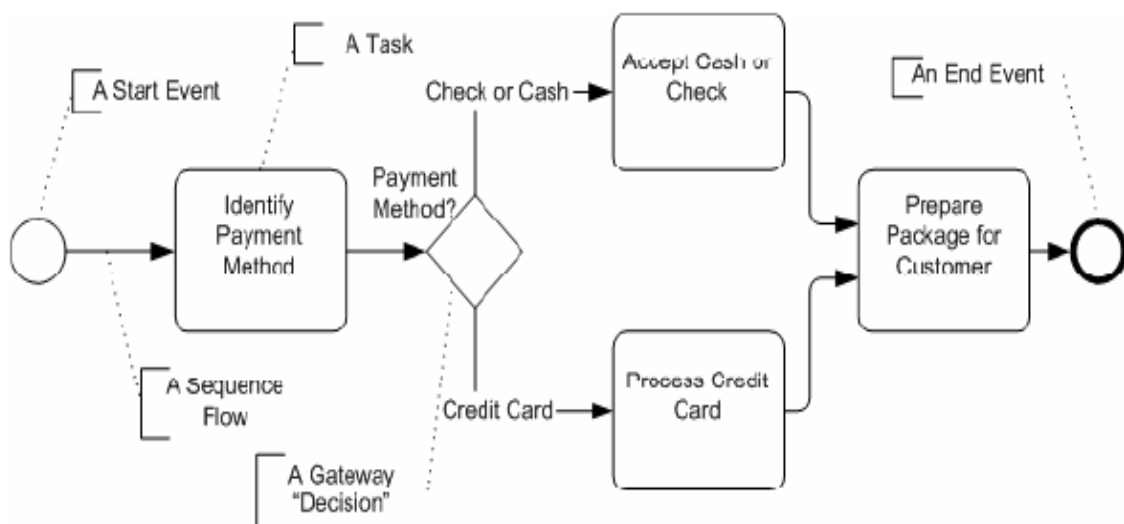 A Task
A Start Event
Check or Cash
Accept Cash or
Check
An End Event
Identify
Payment
Method
Payment
Method?
Prepare
Package for
Customer
A Sequence
Flow
Credit Card
Process Credit
Card
A Gateway
“Decision”